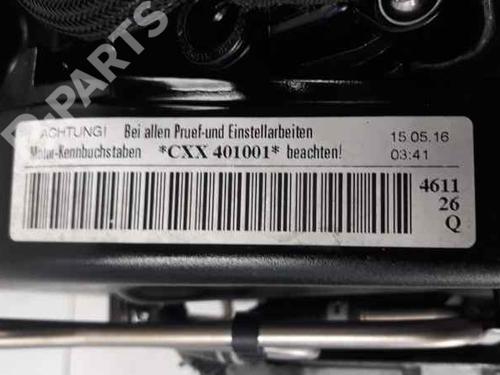 B-PARTS
ACHTUNG! Bei allen Pruef-und Einstellarbeiten 15.05.16
Motor-Kennbuchstaben *CXX 401001* beachten! 03:41
4611
26
Q